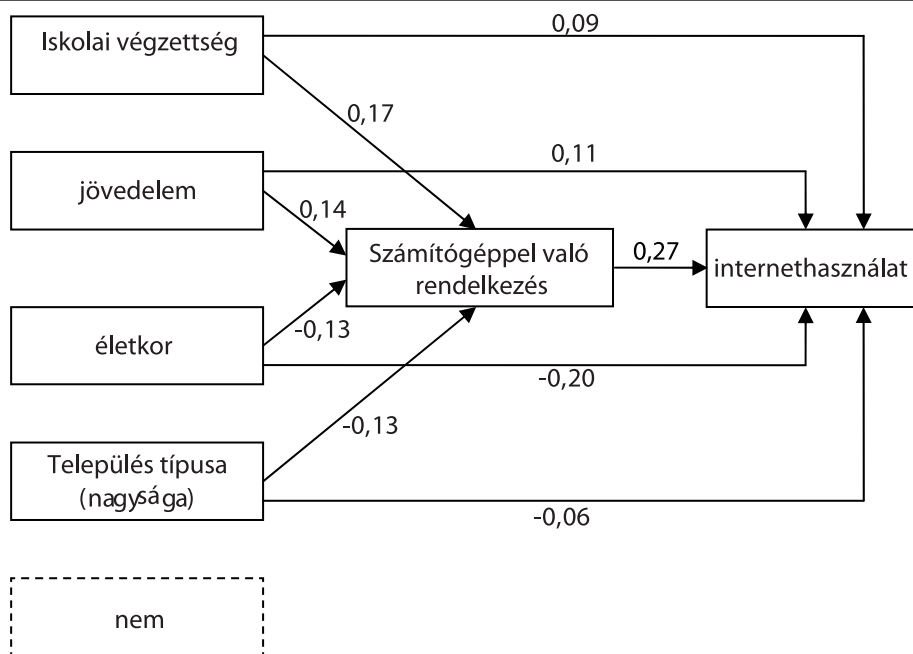 Iskolai végzettség
0,09
0,17
jövedelem
0,11
0,14
Számítógéppel való
rendelkezés
0,27
internethasználat
életkor
-0,13
-0,20
-0,13
Település típusa
(nagysága)
-0,06
nem